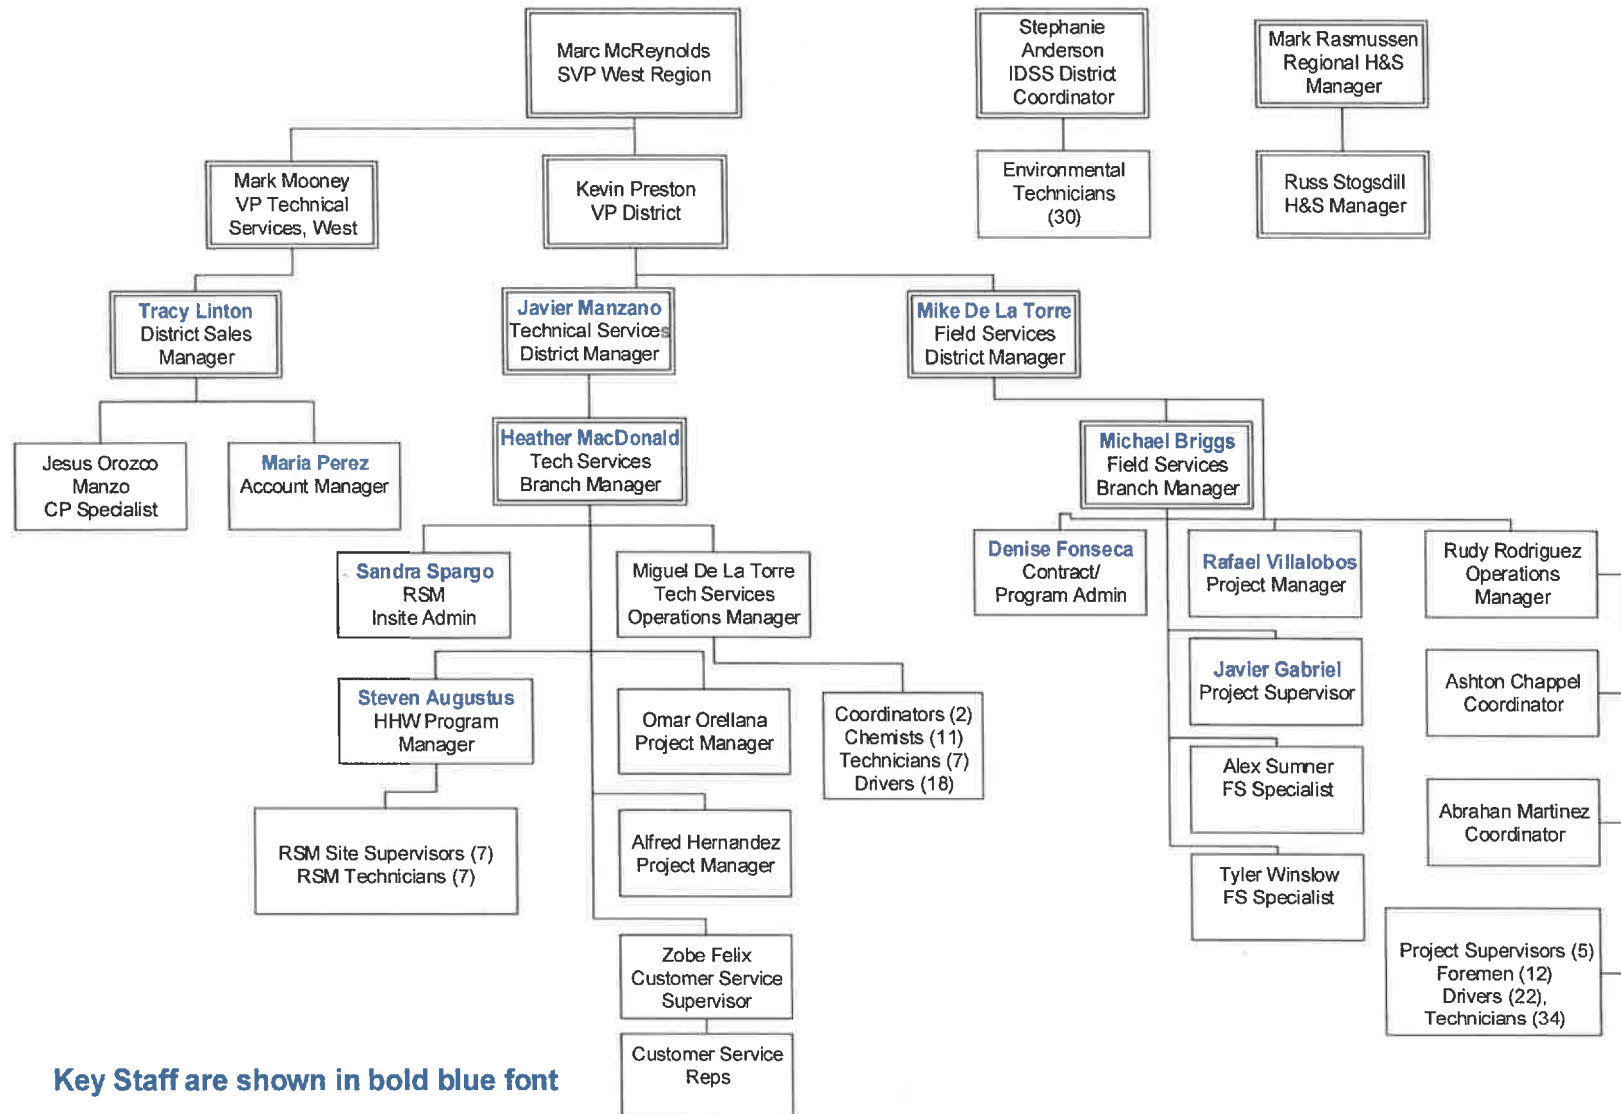 Marc McReynolds
SVP West Region
Stephanie
Anderson
IDSS District
Coordinator
Mark Rasmussen
Regional H&S
Manager
Mark Mooney
VP Technical
Services, West
Kevin Preston
VP District
Environmental
Technicians
(30)
Russ Stogsdill
H&S Manager
Tracy Linton
District Sales
Manager
Javier Manzano
Technical Services
District Manager
Mike De La Torre
Field Services
District Manager
Jesus Orozco
Manzo
CP Specialist
Maria Perez
Account Manager
Heather MacDonald
Tech Services
Branch Manager
Michael Briggs
Field Services
Branch Manager
Sandra Spargo
RSM
Insite Admin
Miguel De La Torre
Tech Services
Operations Manager
Denise Fonseca
Contract/
Program Admin
Rafael Villalobos
Project Manager
Rudy Rodriguez
Operations
Manager
Steven Augustus
HHW Program
Manager
Omar Orellana
Project Manager
Coordinators (2)
Chemists (11)
Technicians (7)
Drivers (18)
Javier Gabriel
Project Supervisor
Ashton Chappel
Coordinator
Alex Sumner
FS Specialist
Abrahan Martinez
Coordinator
RSM Site Supervisors (7)
RSM Technicians (7)
Alfred Hernandez
Project Manager
Tyler Winslow
FS Specialist
Zobe Felix
Customer Service
Supervisor
Project Supervisors (5)
Foremen (12)
Drivers (22),
Technicians (34)
Customer Service
Reps
Key Staff are shown in bold blue font